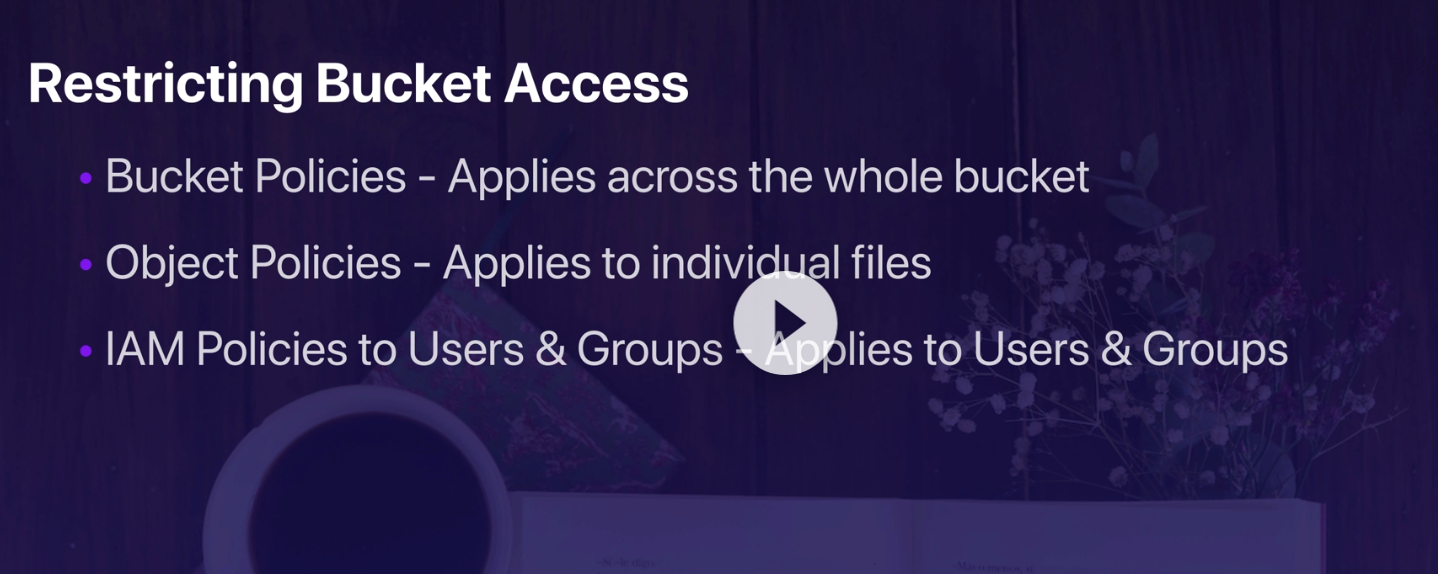 Restricting Bucket Access
• Bucket Policies - Applies across the whole bucket
• Object Policies - Applies to individual files
• IAM Policies to Users & Groups - Applies to Users & Groups